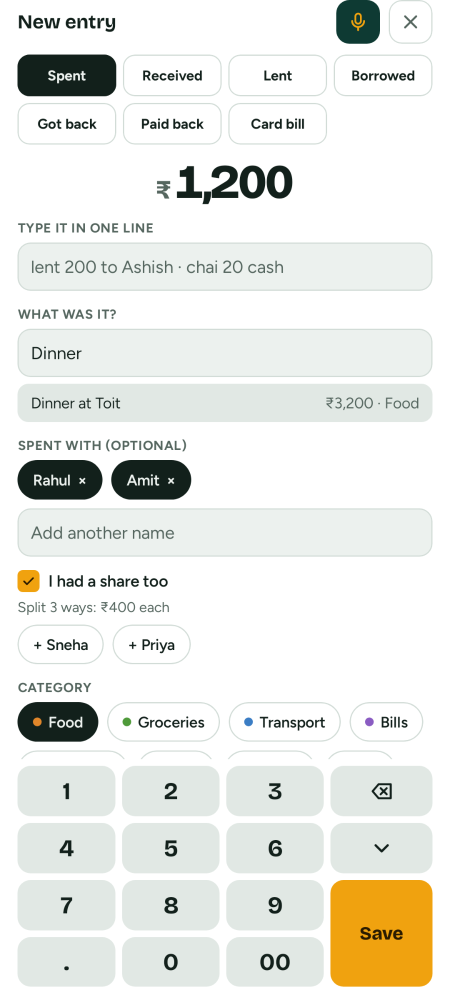 New entry
Spent
Received
Lent
Borrowed
Got back
Paid back
Card bill
₹1,200
TYPE IT IN ONE LINE
lent 200 to Ashish · chai 20 cash
WHAT WAS IT?
Dinner
Dinner at Toit ₹3,200 · Food
SPENT WITH (OPTIONAL)
Rahul ×
Amit ×
Add another name
I had a share too
Split 3 ways: ₹400 each
+ Sneha
+ Priya
CATEGORY
Food
Groceries
Transport
Bills
1 2 3
4 5 6
7 8 9
Save
. 0 00